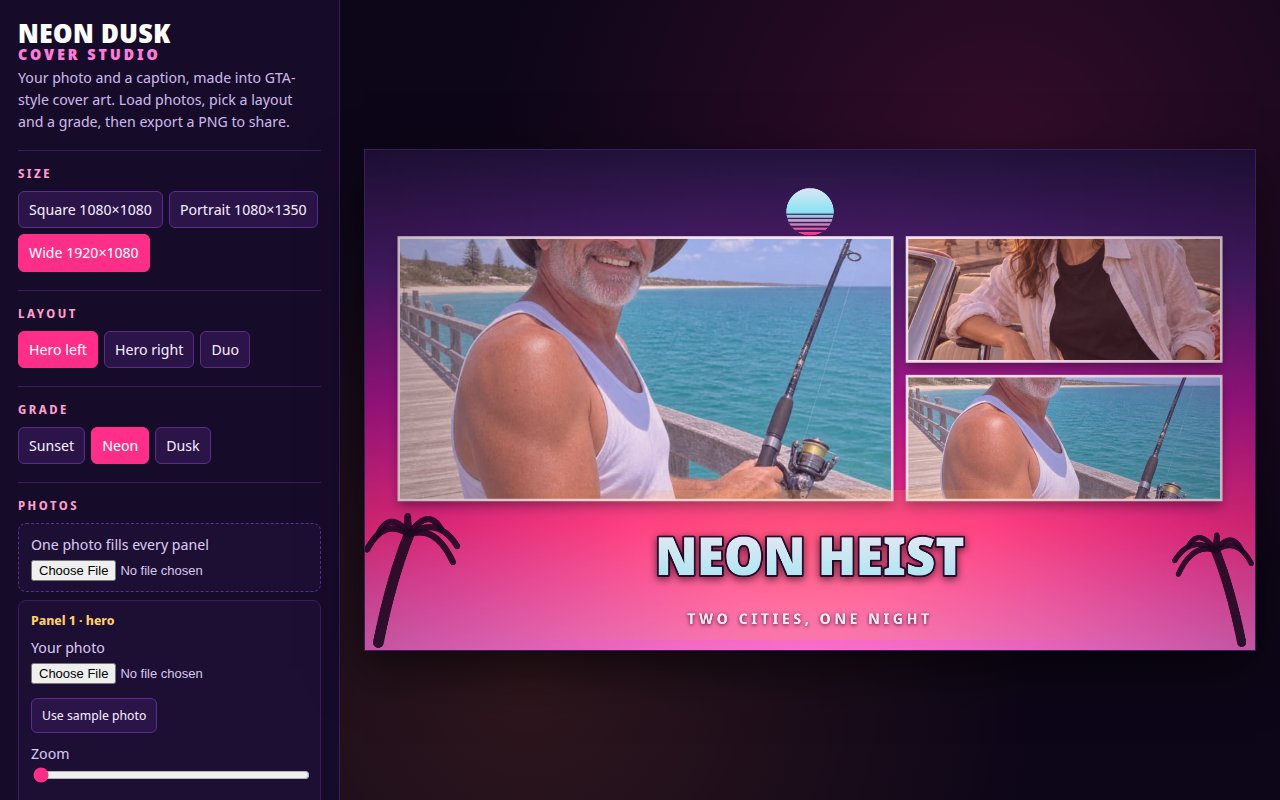 NEON DUSK
COVER STUDIO
Your photo and a caption, made into GTA-
style cover art. Load photos, pick a layout
and a grade, then export a PNG to share.
SIZE
Square 1080×1080
Portrait 1080×1350
Wide 1920×1080
LAYOUT
Hero left
Hero right
Duo
GRADE
Sunset
Neon
Dusk
PHOTOS
One photo fills every panel
Choose File No file chosen
Panel 1 · hero
Your photo
Choose File No file chosen
Use sample photo
Zoom
NEON HEIST
TWO CITIES, ONE NIGHT